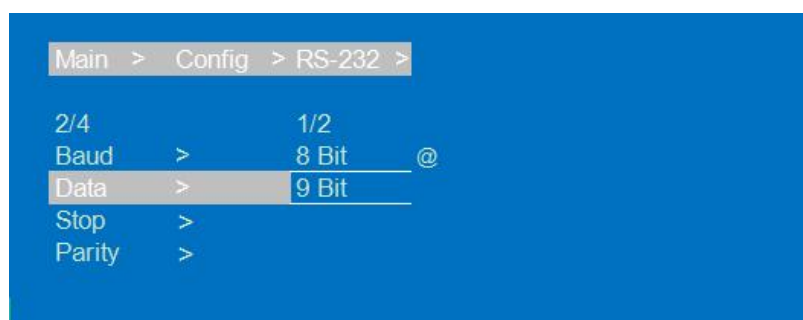 Main > Config > RS-232 >
2/4 1/2
Baud > 8 Bit @
Data > 9 Bit
Stop >
Parity >